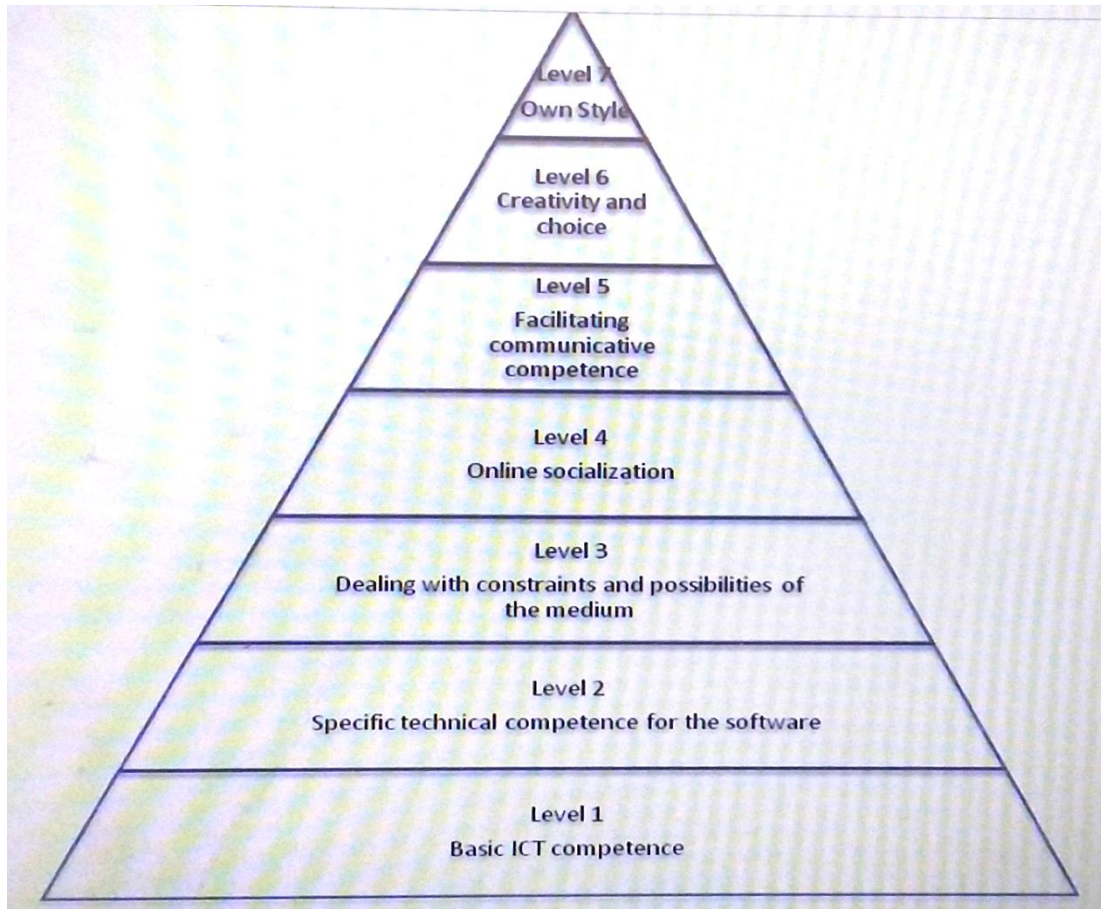 Level 7
Own Style
Level 6
Creativity and
choice
Level 5
Facilitating
communicative
competence
Level 4
Online socialization
Level 3
Dealing with constraints and possibilities of
the medium
Level 2
Specific technical competence for the software
Level 1
Basic ICT competence